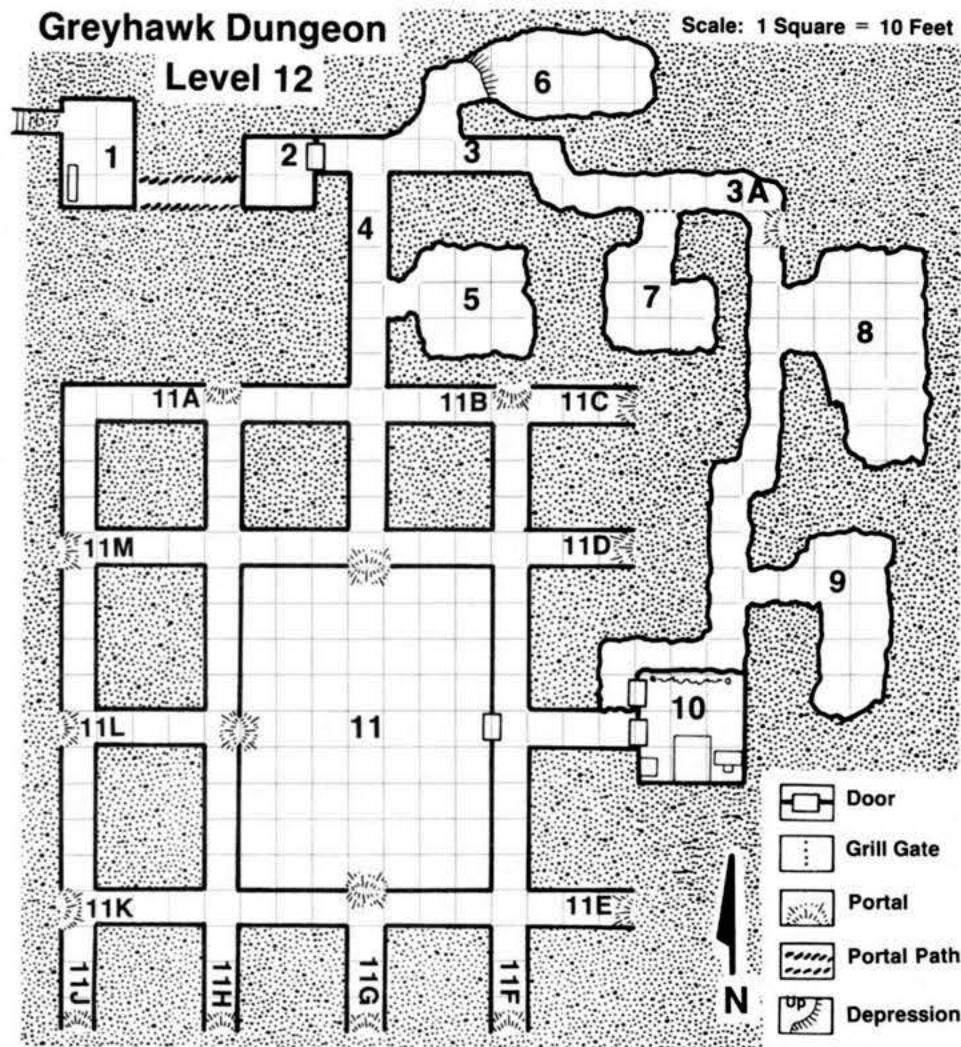 Greyhawk Dungeon
Level 12
Scale: 1 Square = 10 Feet
6
1
2
3
3A
4
5
7
8
11A
11B
11C
11M
11D
9
10
11L
11
11K
11E
11J
11H
11G
11F
N
Door
Grill Gate
Portal
Portal Path
Up
Depression